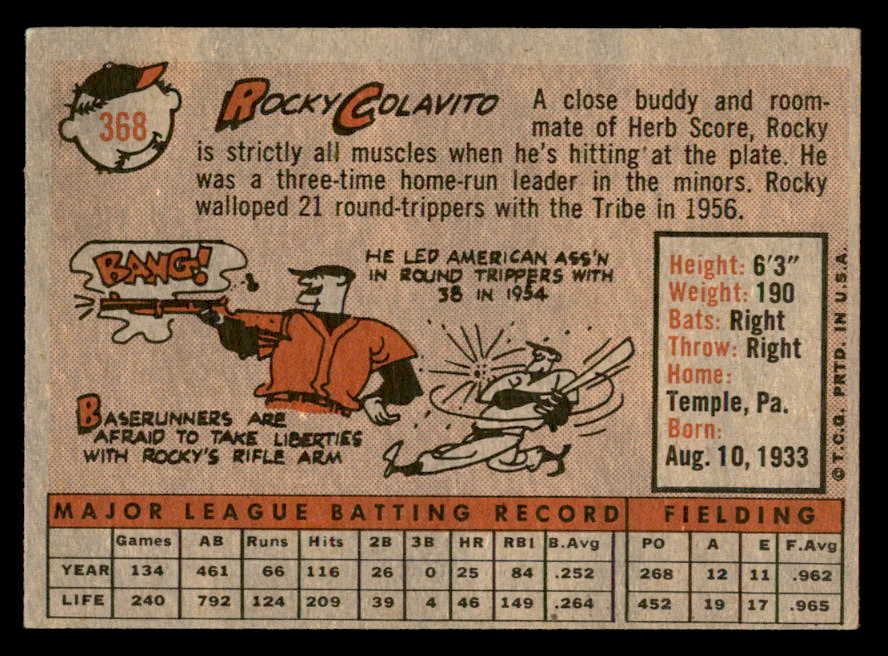 368
ROCKY COLAVITO
A close buddy and room-
mate of Herb Score, Rocky
is strictly all muscles when he's hitting at the plate. He
was a three-time home-run leader in the minors. Rocky
walloped 21 round-trippers with the Tribe in 1956.
BANG!
HE LED AMERICAN ASS'N
IN ROUND TRIPPERS WITH
38 IN 1954
BASERUNNERS ARE
AFRAID TO TAKE LIBERTIES
WITH ROCKY'S RIFLE ARM
Height: 6'3"
Weight: 190
Bats: Right
Throw: Right
Home:
Temple, Pa.
Born:
Aug. 10, 1933
© T.C.G. PRTD. IN U.S.A.
MAJOR LEAGUE BATTING RECORD FIELDING
Games AB Runs Hits 2B 3B HR RBI B.Avg PO A E F.Avg
YEAR 134 461 66 116 26 0 25 84 .252 268 12 11 .962
LIFE 240 792 124 209 39 4 46 149 .264 452 19 17 .965